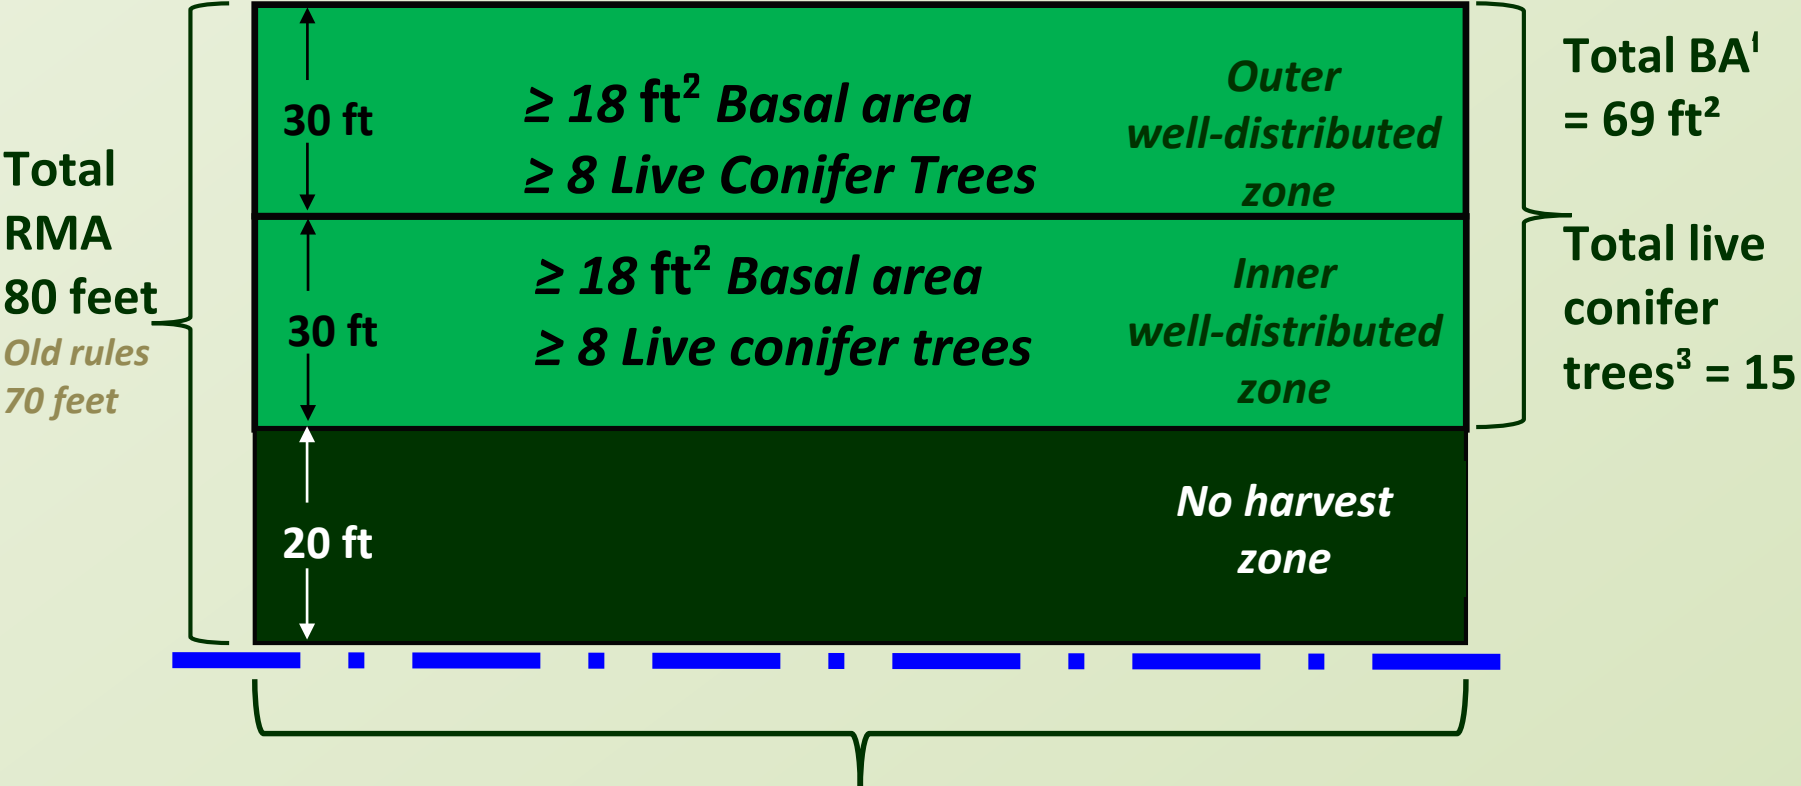 Total
RMA
80 feet
Old rules
70 feet
30 ft
≥ 18 ft² Basal area
≥ 8 Live Conifer Trees
Outer
well-distributed
zone
30 ft
≥ 18 ft² Basal area
≥ 8 Live conifer trees
Inner
well-distributed
zone
20 ft
No harvest
zone
Total BA¹
= 69 ft²
Total live
conifer
trees³ = 15